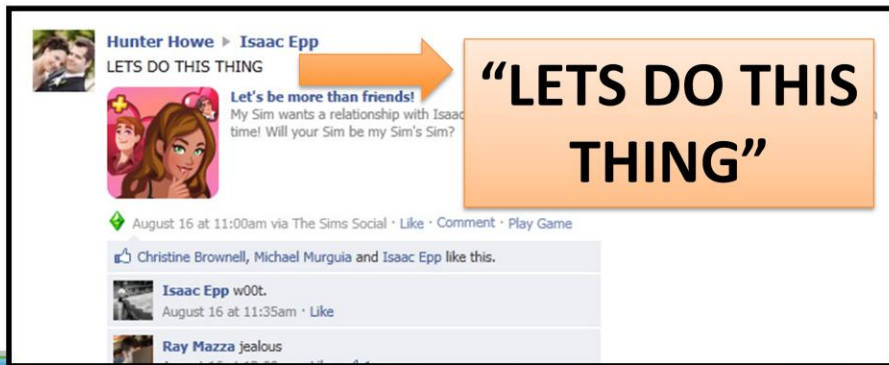 Hunter Howe ▸ Isaac Epp
LETS DO THIS THING
Let's be more than friends!
My Sim wants a relationship with Isaac
time! Will your Sim be my Sim's Sim?
August 16 at 11:00am via The Sims Social · Like · Comment · Play Game
Christine Brownell, Michael Murguia and Isaac Epp like this.
Isaac Epp w00t.
August 16 at 11:35am · Like
Ray Mazza jealous
“LETS DO THIS
THING”